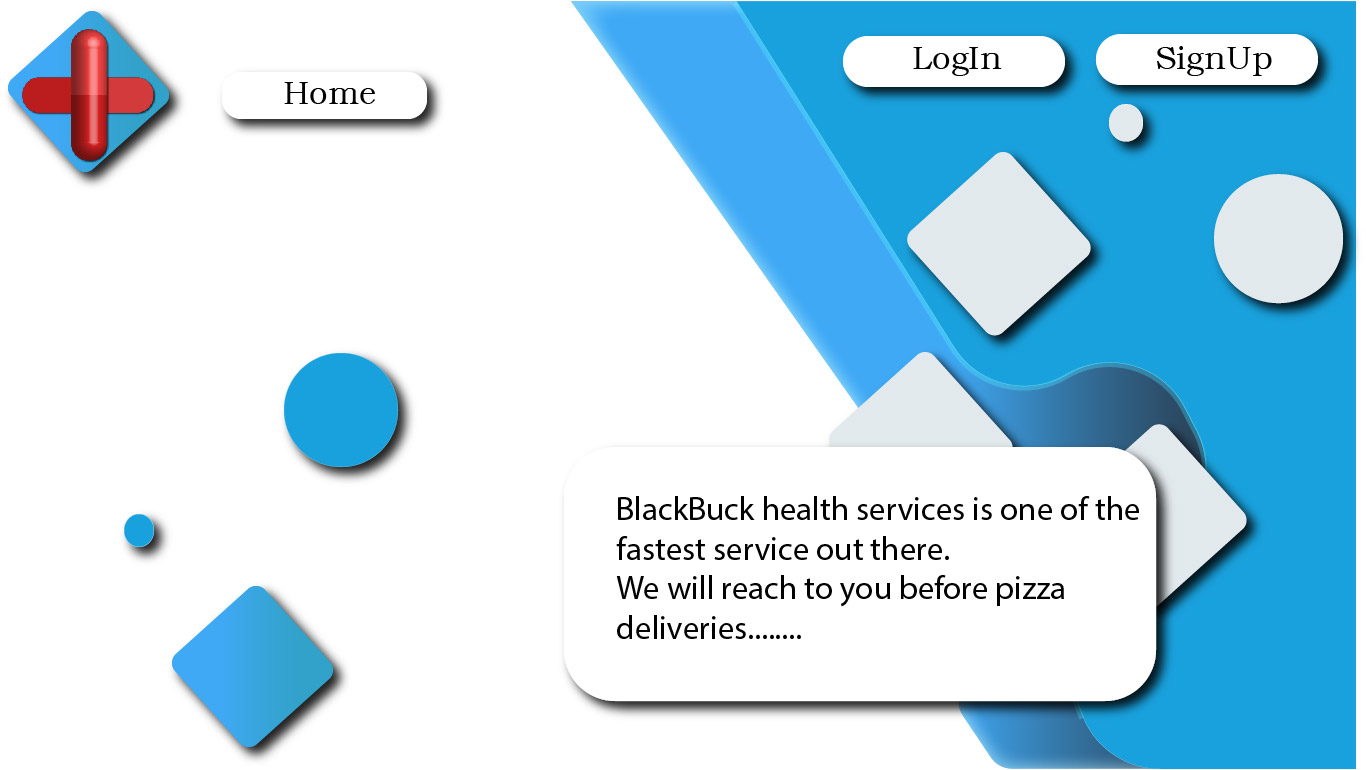 Home
LogIn
SignUp
BlackBuck health services is one of the
fastest service out there.
We will reach to you before pizza
deliveries........